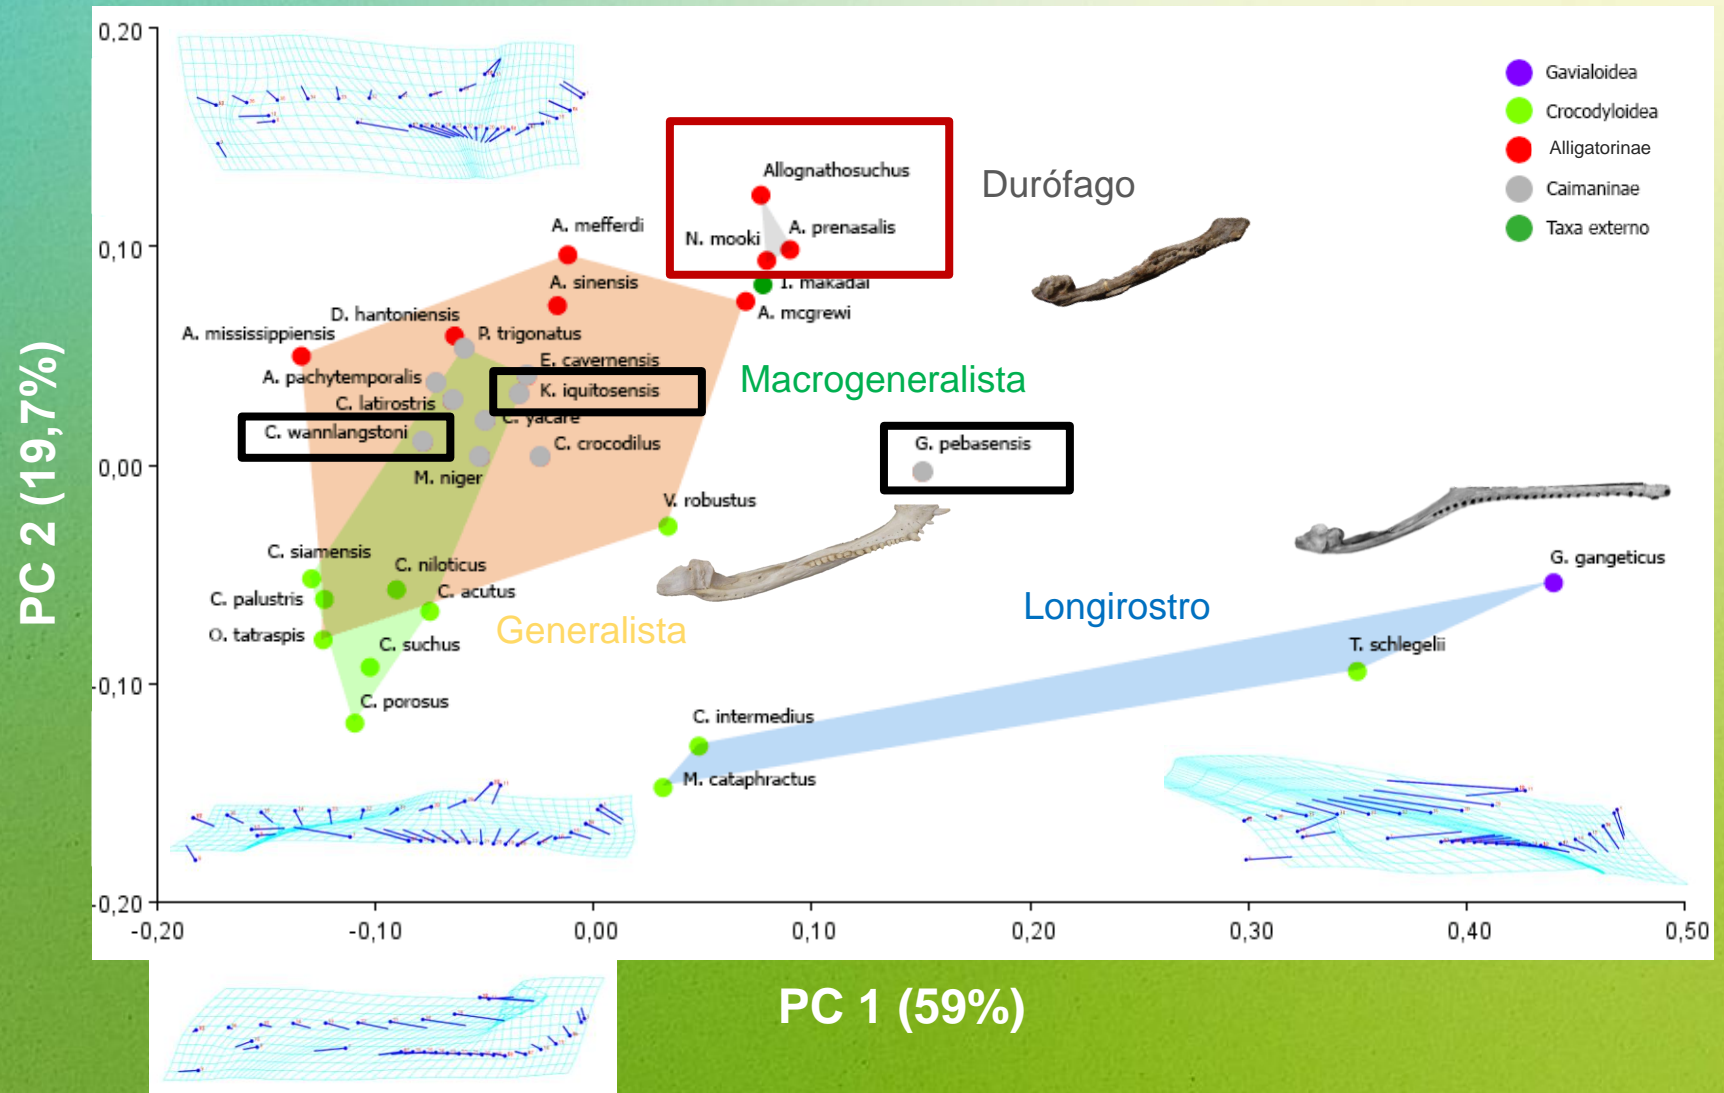 0,20
Gavialoidea
Crocodyloidea
Alligatorinae
Caimaninae
Taxa externo
Allognathosuchus
Durófago
A. mefferdi
N. mooki
A. prenasalis
0,10
A. sinensis
I. makadai
D. hantoniensis
A. mcgrewi
A. mississippiensis
P. trigonatus
E. cavernensis
A. pachytemporalis
Macrogeneralista
K. iquitosensis
C. latirostris
C. yacare
C. wannlangstoni
C. crocodilus
G. pebasensis
0,00
M. niger
V. robustus
C. siamensis
C. niloticus
G. gangeticus
C. palustris
C. acutus
Longirostro
O. tatraspis
Generalista
C. suchus
T. schlegelii
-0,10
C. porosus
C. intermedius
M. cataphractus
-0,20
-0,20
-0,10
0,00
0,10
0,20
0,30
0,40
0,50
PC 2 (19,7%)
PC 1 (59%)